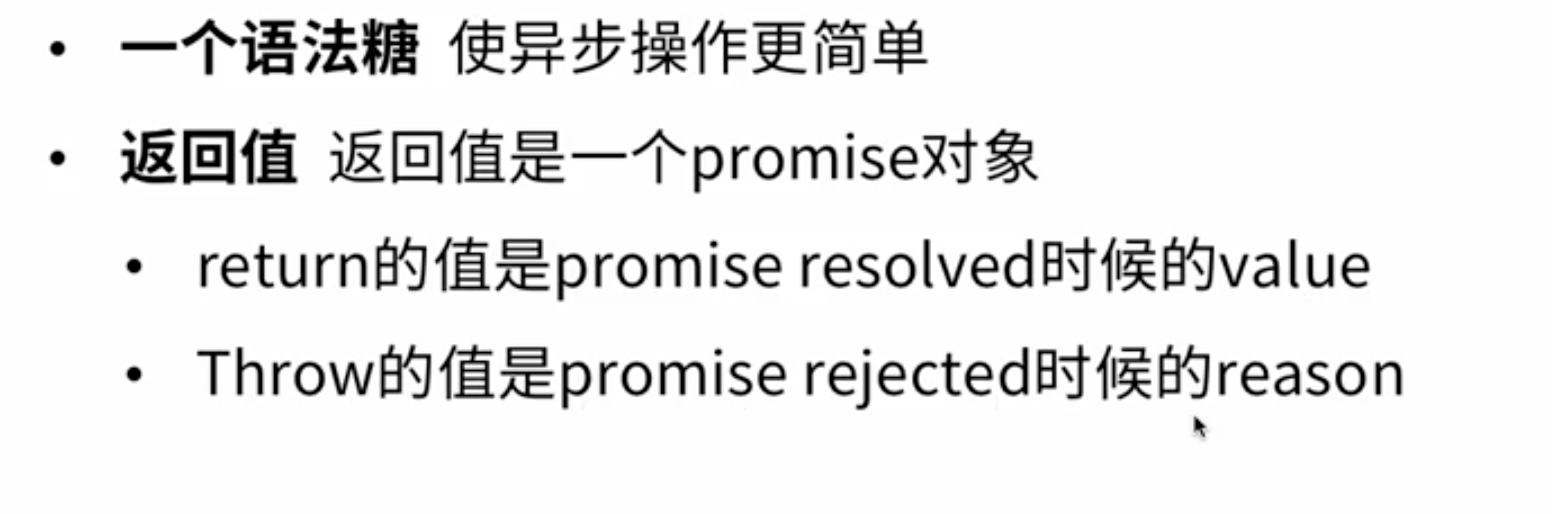 • 一个语法糖 使异步操作更简单
• 返回值 返回值是一个promise对象
• return的值是promise resolved时候的value
• Throw的值是promise rejected时候的reason